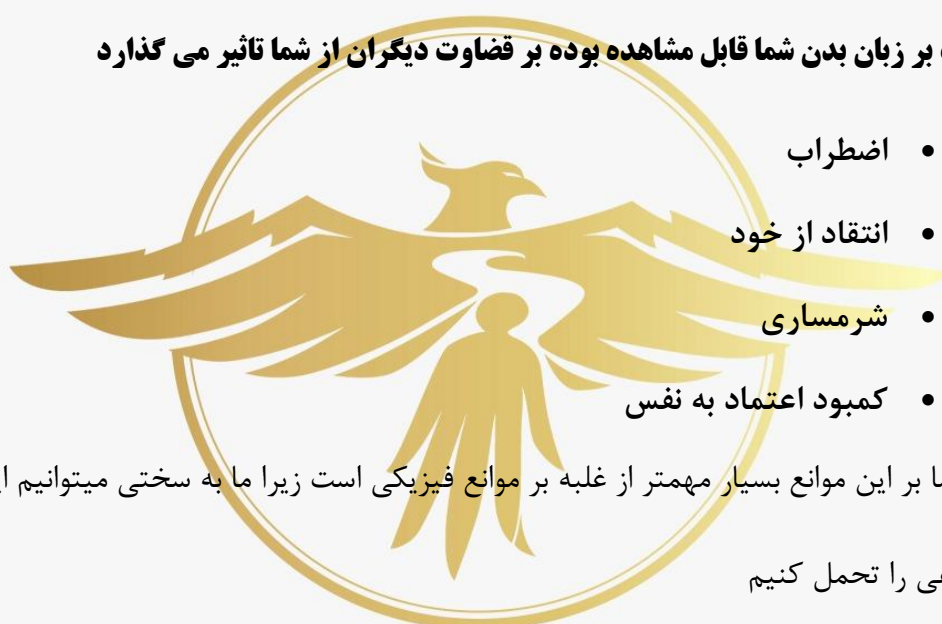 بر زبان بدن شما قابل مشاهده بوده بر قضاوت دیگران از شما تاثیر می گذارد
• اضطراب
• انتقاد از خود
• شرمساری
• کمبود اعتماد به نفس
بر این موانع بسیار مهمتر از غلبه بر موانع فیزیکی است زیرا ما به سختی میتوانیم
را تحمل کنیم